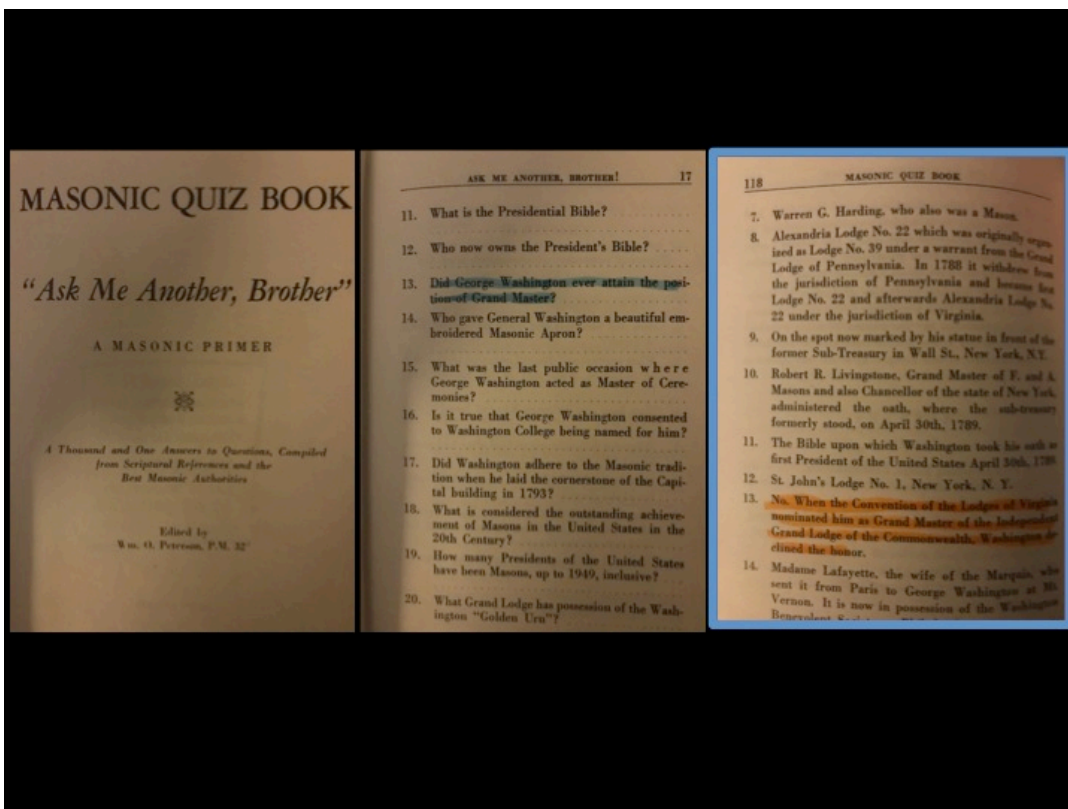 MASONIC QUIZ BOOK
"Ask Me Another, Brother"
A MASONIC PRIMER
A Thousand and One Answers to Questions, Compiled
from Scriptural References and the
Best Masonic Authorities
Edited by
Wm. O. Peterson, P.M. 32°
ASK ME ANOTHER, BROTHER! 17
11. What is the Presidential Bible?
12. Who now owns the President's Bible?
13. Did George Washington ever attain the posi-
tion of Grand Master?
14. Who gave General Washington a beautiful em-
broidered Masonic Apron?
15. What was the last public occasion where
George Washington acted as Master of Cere-
monies?
16. Is it true that George Washington consented
to Washington College being named for him?
17. Did Washington adhere to the Masonic tradi-
tion when he laid the cornerstone of the Capi-
tal building in 1793?
18. What is considered the outstanding achieve-
ment of Masons in the United States in the
20th Century?
19. How many Presidents of the United States
have been Masons, up to 1949, inclusive?
20. What Grand Lodge has possession of the Wash-
ington "Golden Urn"?
118 MASONIC QUIZ BOOK
7. Warren G. Harding, who also was a Mason.
8. Alexandria Lodge No. 22 which was originally organ-
ized as Lodge No. 39 under a warrant from the Grand
Lodge of Pennsylvania. In 1788 it withdrew from
the jurisdiction of Pennsylvania and became first
Lodge No. 22 and afterwards Alexandria Lodge No.
22 under the jurisdiction of Virginia.
9. On the spot now marked by his statue in front of the
former Sub-Treasury in Wall St., New York, N.Y.
10. Robert R. Livingstone, Grand Master of F. and A.
Masons and also Chancellor of the state of New York,
administered the oath, where the sub-treasury
formerly stood, on April 30th, 1789.
11. The Bible upon which Washington took his oath as
first President of the United States April 30th, 1789.
12. St. John's Lodge No. 1, New York, N. Y.
13. No. When the Convention of the Lodges of Virginia
nominated him as Grand Master of the Independent
Grand Lodge of the Commonwealth, Washington de-
clined the honor.
14. Madame Lafayette, the wife of the Marquis, who
sent it from Paris to George Washington at Mt.
Vernon. It is now in possession of the Washington
Benevolent